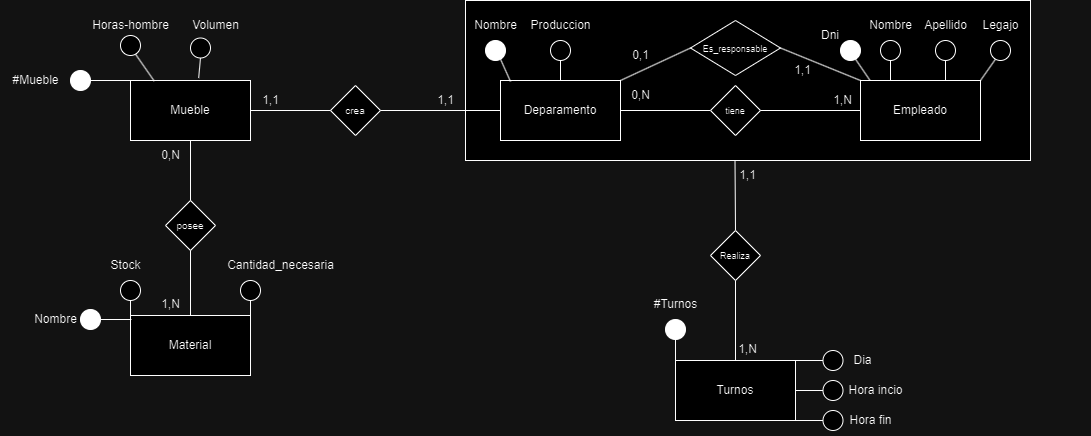 Horas-hombre
Volumen
Nombre
Produccion
Nombre
Apellido
Legajo
Dni
Es_responsable
0,1
1,1
#Mueble
Mueble
1,1
crea
1,1
Deparamento
0,N
tiene
1,N
Empleado
0,N
1,1
posee
Realiza
Stock
Cantidad_necesaria
1,N
#Turnos
Nombre
Material
1,N
Turnos
Dia
Hora incio
Hora fin